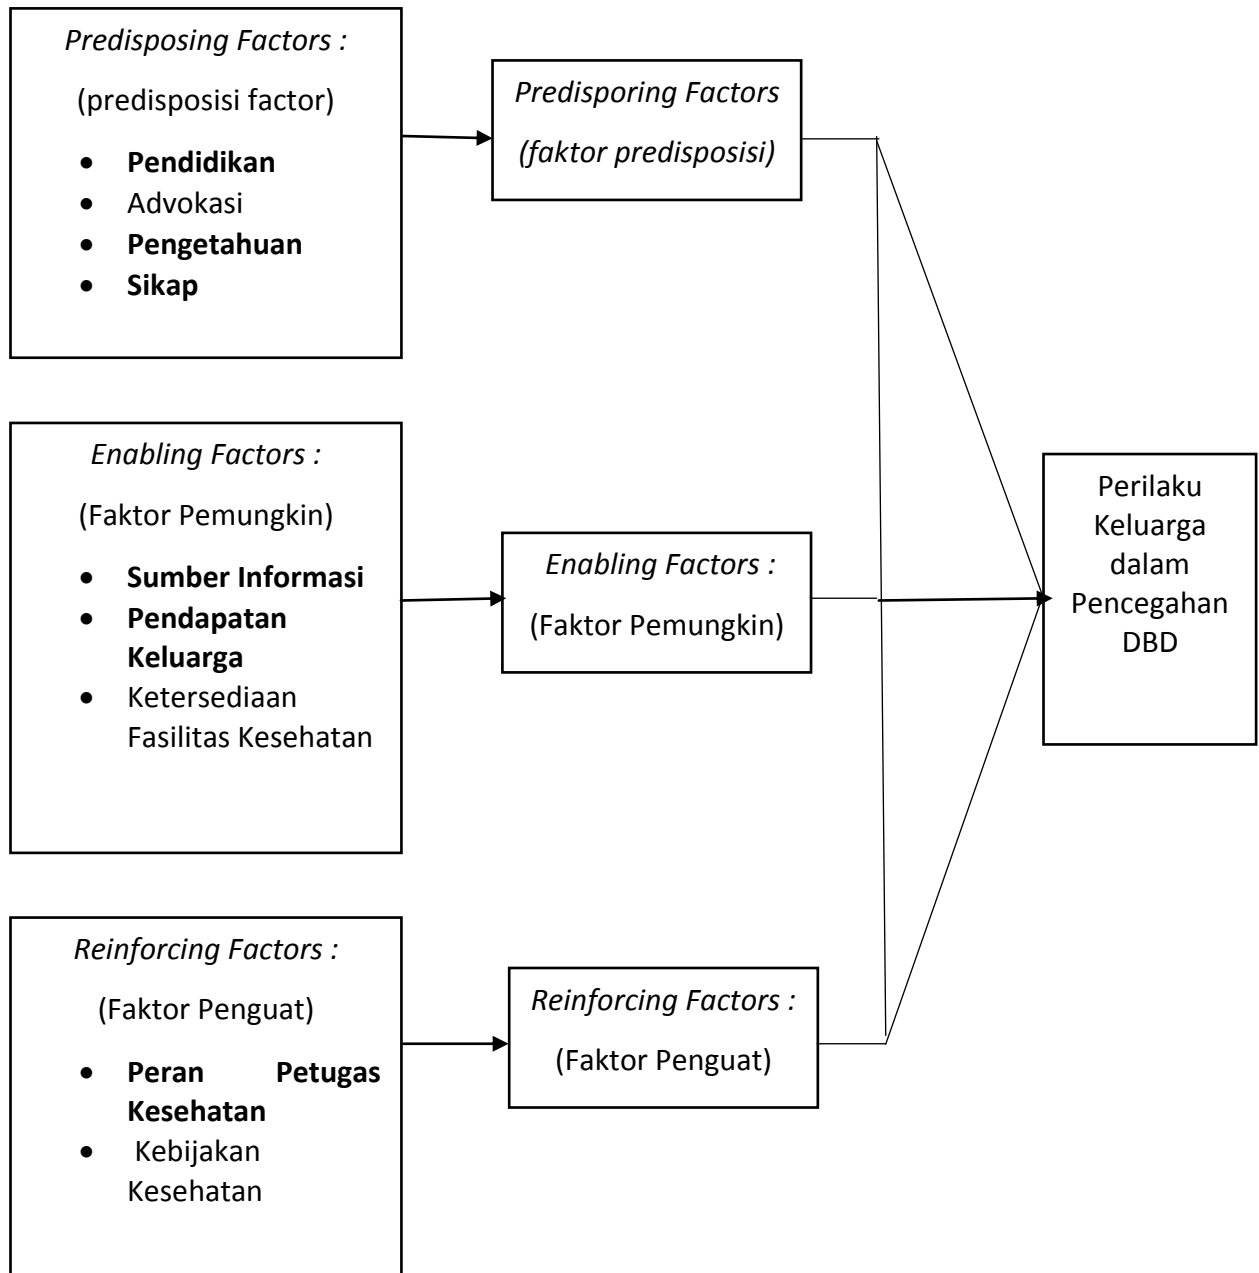 Predisposing Factors :
(predisposisi factor)
• Pendidikan
• Advokasi
• Pengetahuan
• Sikap
Predisporing Factors
(faktor predisposisi)
Enabling Factors :
(Faktor Pemungkin)
• Sumber Informasi
• Pendapatan
Keluarga
• Ketersediaan
Fasilitas Kesehatan
Enabling Factors :
(Faktor Pemungkin)
Perilaku
Keluarga
dalam
Pencegahan
DBD
Reinforcing Factors :
(Faktor Penguat)
• Peran Petugas
Kesehatan
• Kebijakan
Kesehatan
Reinforcing Factors :
(Faktor Penguat)